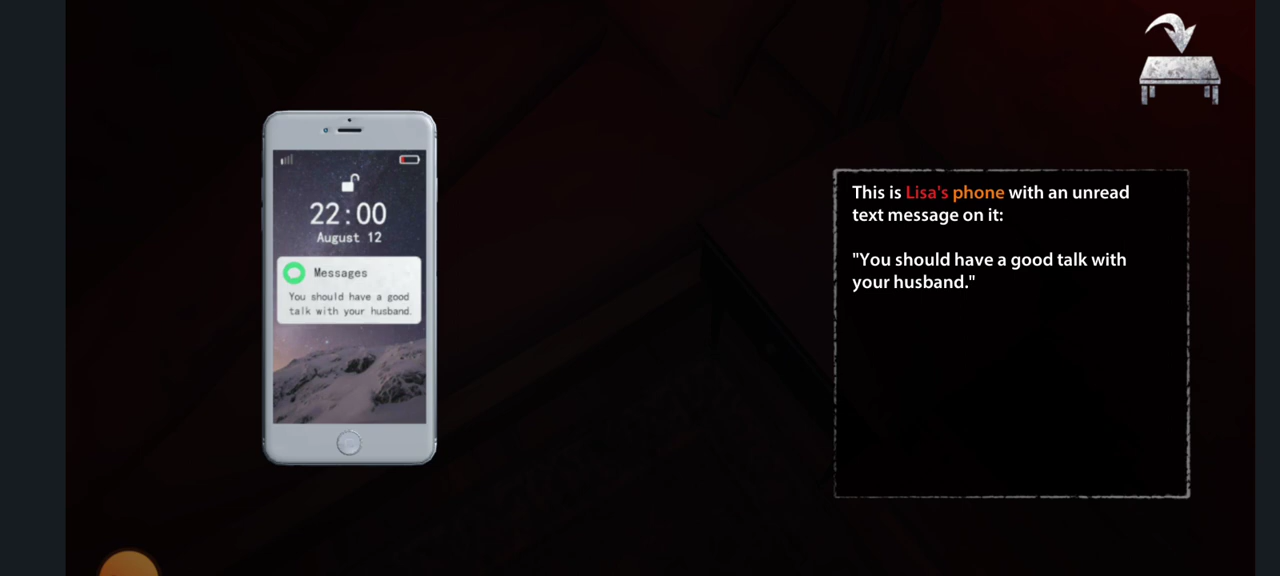 22:00
August 12
Messages
You should have a good
talk with your husband.
This is Lisa's phone with an unread
text message on it:
"You should have a good talk with
your husband."